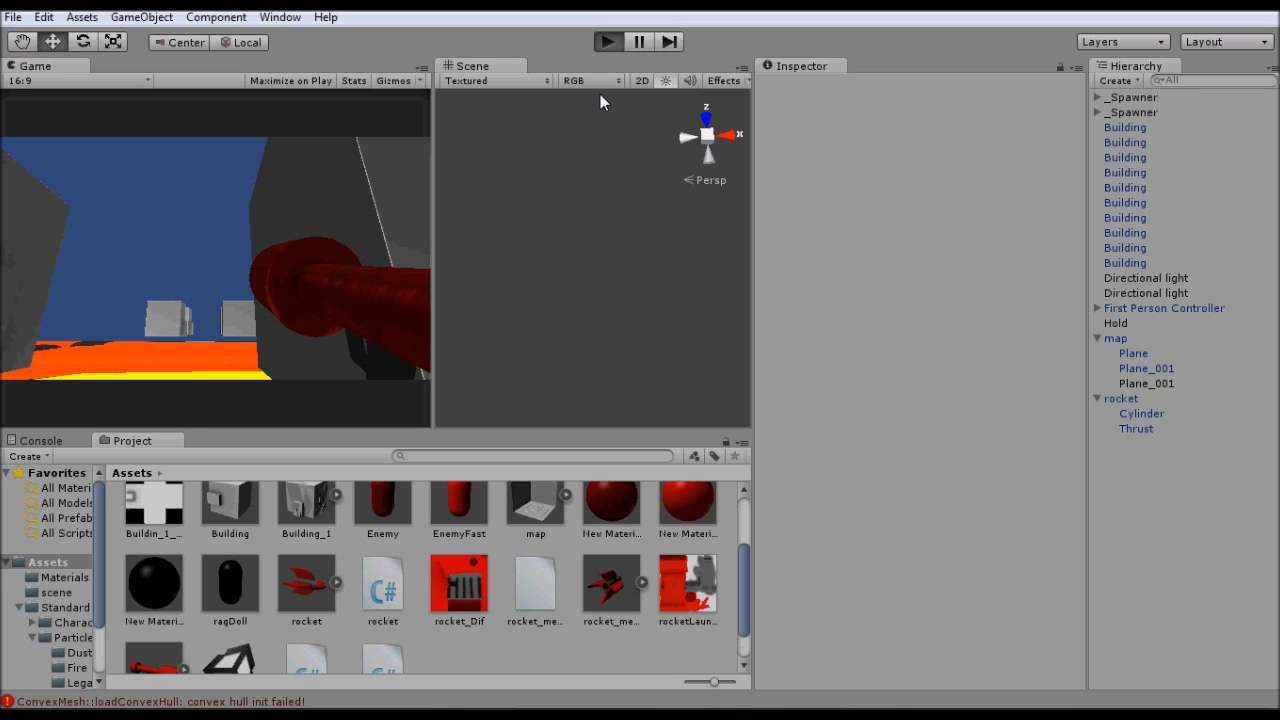 File Edit Assets GameObject Component Window Help
Center Local Layers Layout
Game Scene Inspector Hierarchy
16:9 Maximize on Play Stats Gizmos Textured RGB 2D Effects Create All
_Spawner
_Spawner
Building
Building
Building
Building
Building
Building
Building
Building
Building
Building
Directional light
Directional light
First Person Controller
Hold
map
Plane
Plane_001
Plane_001
rocket
Cylinder
Thrust
z
x
Persp
Console Project
Create
Favorites
All Materi
All Models
All Prefab
All Scripts
Assets
Materials
scene
Standard
Charac
Particle
Dust
Fire
Lega
Assets
Buildin_1_... Building Building_1 Enemy EnemyFast map New Materi... New Materi...
C#
New Materi... ragDoll rocket rocket rocket_Dif rocket_me... rocket_me... rocketLaun...
ConvexMesh::loadConvexHull: convex hull init failed!